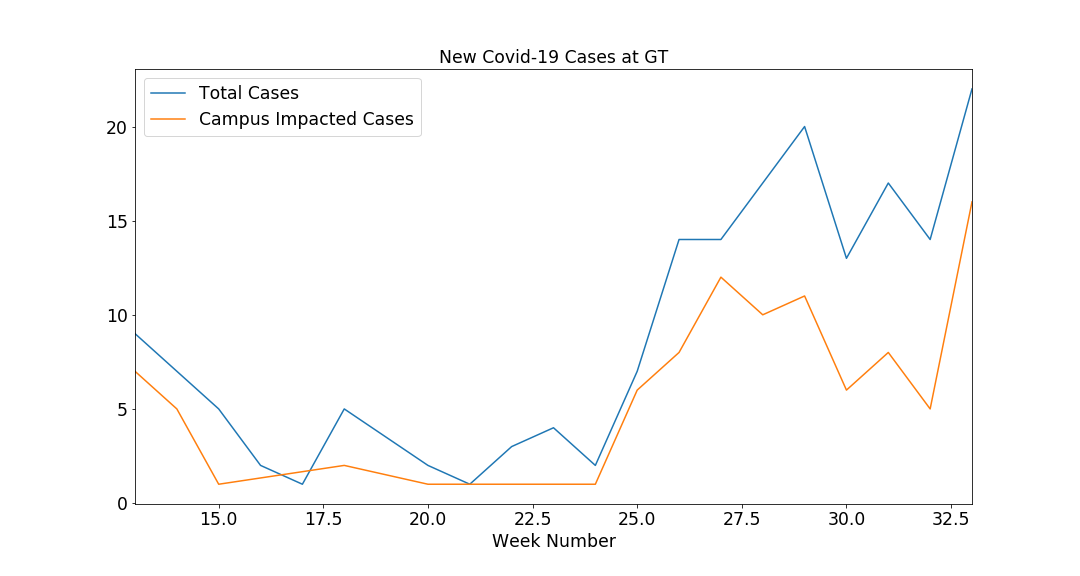 New Covid-19 Cases at GT
Total Cases
Campus Impacted Cases
20
15
10
5
0
15.0 17.5 20.0 22.5 25.0 27.5 30.0 32.5
Week Number